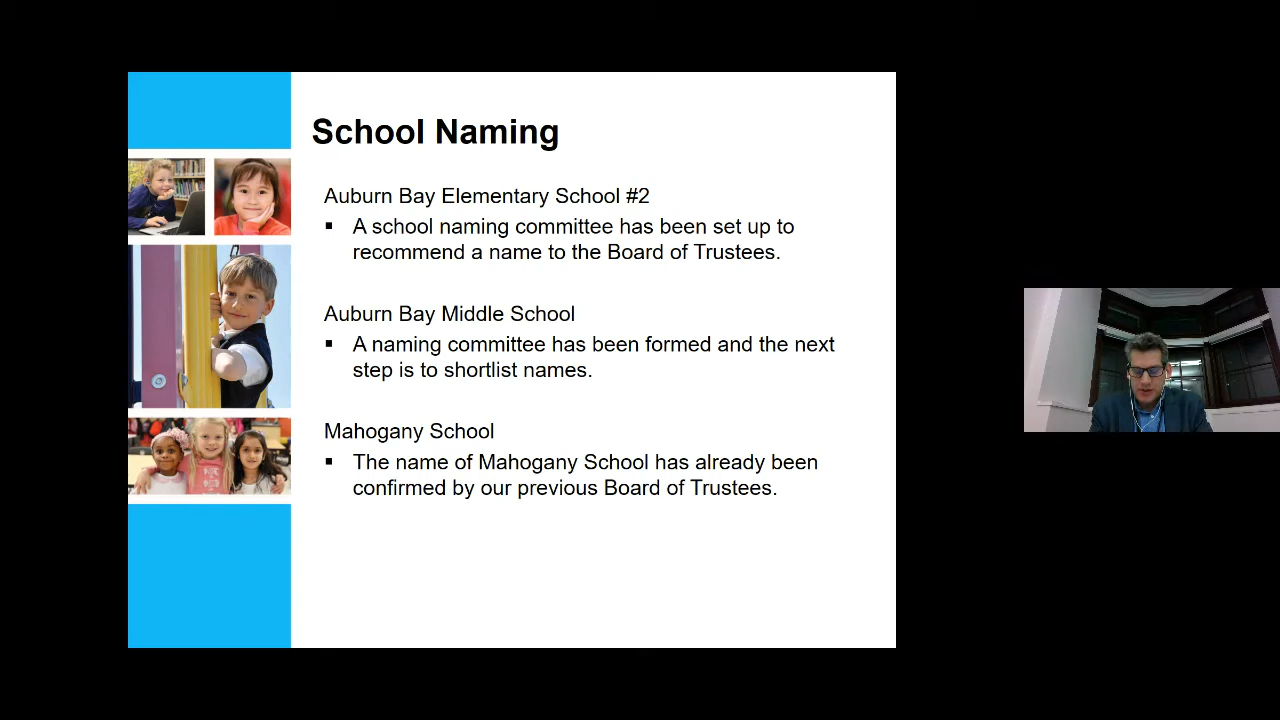 School Naming
Auburn Bay Elementary School #2
▪ A school naming committee has been set up to
recommend a name to the Board of Trustees.
Auburn Bay Middle School
▪ A naming committee has been formed and the next
step is to shortlist names.
Mahogany School
▪ The name of Mahogany School has already been
confirmed by our previous Board of Trustees.